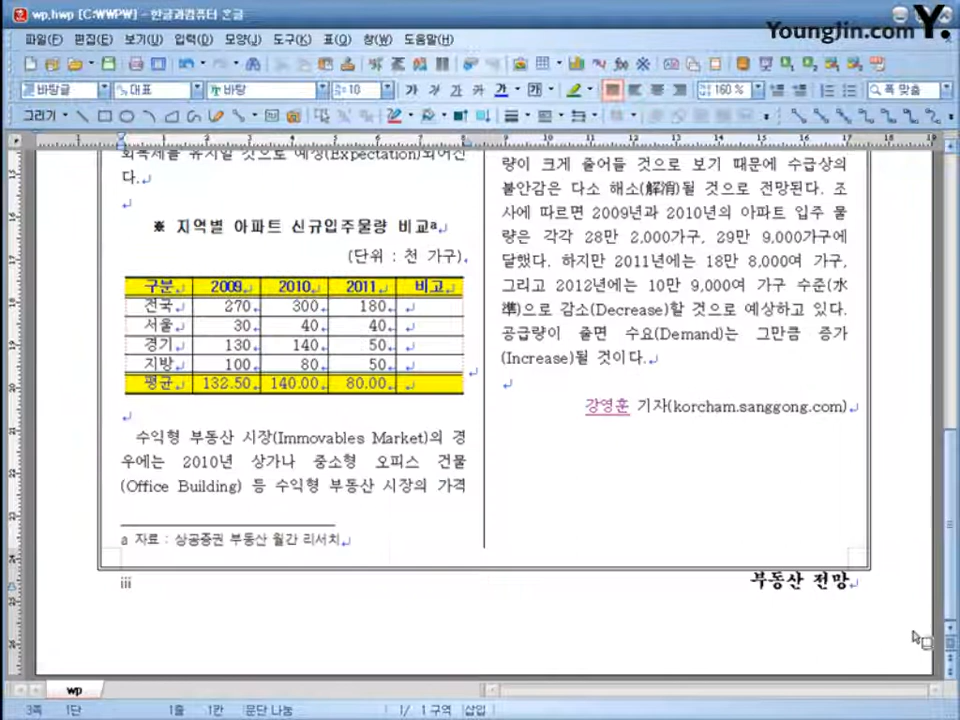 wp.hwp [C:₩WPW] - 한글과컴퓨터 한글
YoungJin.com Y.
파일(F) 편집(E) 보기(U) 입력(D) 모양(J) 도구(K) 표(Q) 창(W) 도움말(H)
바탕글 대표 바탕 10 160 % 폭 맞춤
그리기
회복세를 유지할 것으로 예상(Expectation)되어진
다.
※ 지역별 아파트 신규입주물량 비교a
(단위 : 천 가구)
구분 2009 2010 2011 비고
전국 270 300 180
서울 30 40 40
경기 130 140 50
지방 100 80 50
평균 132.50 140.00 80.00
수익형 부동산 시장(Immovables Market)의 경
우에는 2010년 상가나 중소형 오피스 건물
(Office Building) 등 수익형 부동산 시장의 가격
a 자료 : 상공증권 부동산 월간 리서치
량이 크게 줄어들 것으로 보기 때문에 수급상의
불안감은 다소 해소(解消)될 것으로 전망된다. 조
사에 따르면 2009년과 2010년의 아파트 입주 물
량은 각각 28만 2,000가구, 29만 9,000가구에
달했다. 하지만 2011년에는 18만 8,000여 가구,
그리고 2012년에는 10만 9,000여 가구 수준(水
準)으로 감소(Decrease)할 것으로 예상하고 있다.
공급량이 줄면 수요(Demand)는 그만큼 증가
(Increase)될 것이다.
강영훈 기자(korcham.sanggong.com)
iii 부동산 전망
wp
3쪽 1단 1줄 1칸 문단 나눔 1/ 1 구역 삽입